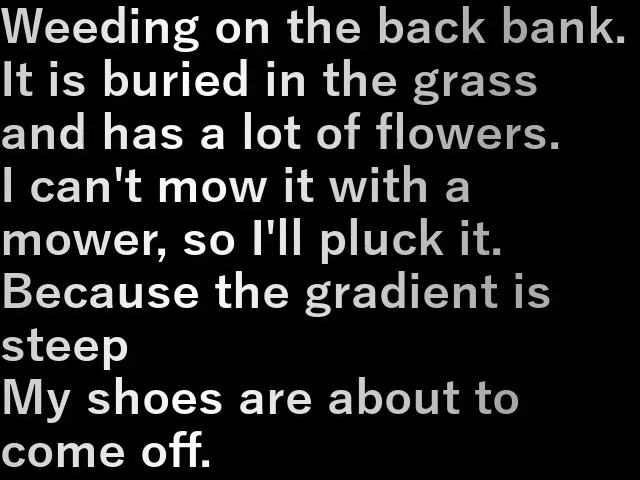 Weeding on the back bank.
It is buried in the grass
and has a lot of flowers.
I can't mow it with a
mower, so I'll pluck it.
Because the gradient is
steep
My shoes are about to
come off.